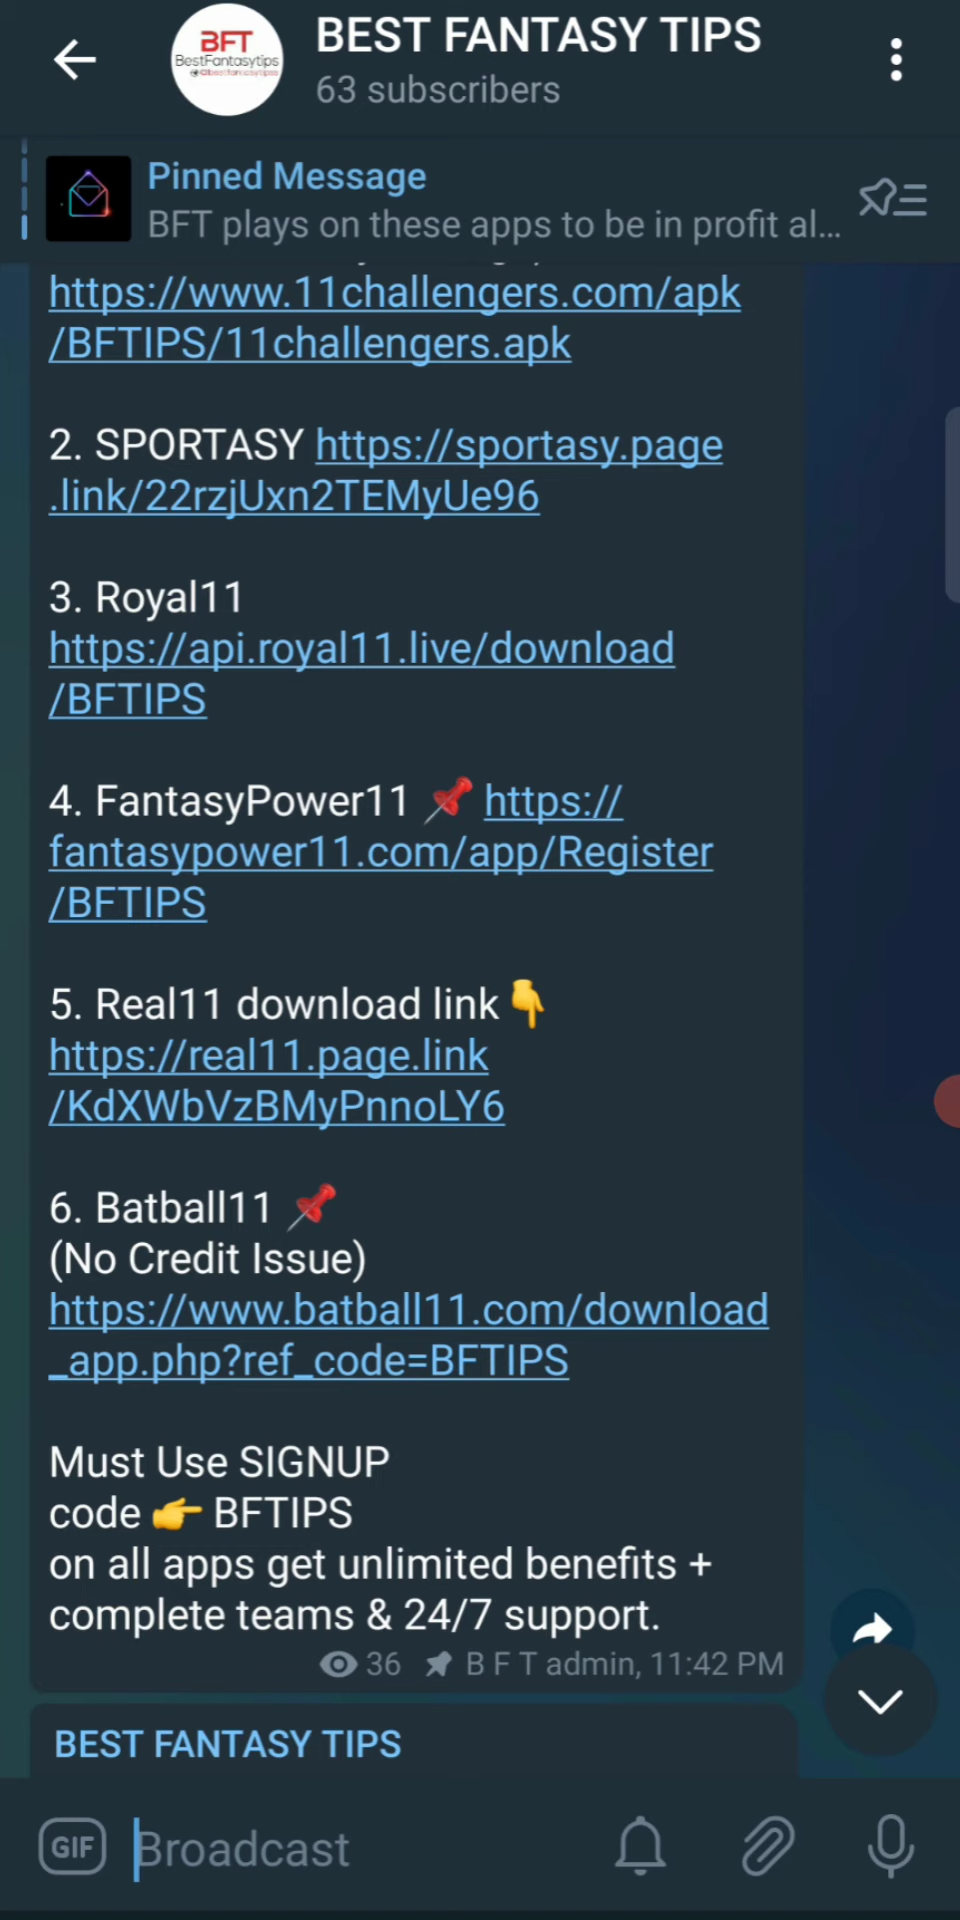 BEST FANTASY TIPS
BFT
BestFantasytips
63 subscribers
Pinned Message
BFT plays on these apps to be in profit al...
https://www.11challengers.com/apk
/BFTIPS/11challengers.apk
2. SPORTASY https://sportasy.page
.link/22rzjUxn2TEMyUe96
3. Royal11
https://api.royal11.live/download
/BFTIPS
4. FantasyPower11 📌 https://
fantasypower11.com/app/Register
/BFTIPS
5. Real11 download link👇
https://real11.page.link
/KdXWbVzBMyPnnoLY6
6. Batball11 📌
(No Credit Issue)
https://www.batball11.com/download
_app.php?ref_code=BFTIPS
Must Use SIGNUP
code 👉 BFTIPS
on all apps get unlimited benefits +
complete teams & 24/7 support.
36 B F T admin, 11:42 PM
BEST FANTASY TIPS
GIF Broadcast